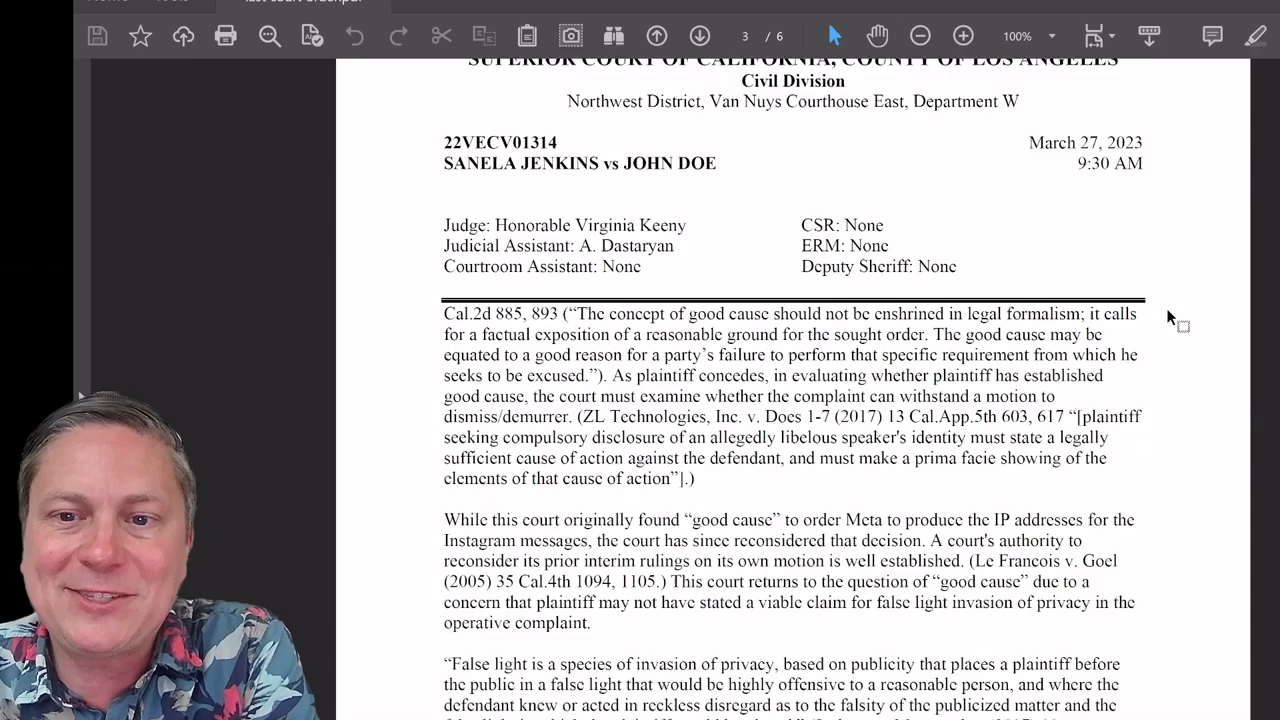 3 / 6
100%
SUPERIOR COURT OF CALIFORNIA, COUNTY OF LOS ANGELES
Civil Division
Northwest District, Van Nuys Courthouse East, Department W
22VECV01314
March 27, 2023
SANELA JENKINS vs JOHN DOE
9:30 AM
Judge: Honorable Virginia Keeny
CSR: None
Judicial Assistant: A. Dastaryan
ERM: None
Courtroom Assistant: None
Deputy Sheriff: None
Cal.2d 885, 893 (“The concept of good cause should not be enshrined in legal formalism; it calls
for a factual exposition of a reasonable ground for the sought order. The good cause may be
equated to a good reason for a party’s failure to perform that specific requirement from which he
seeks to be excused.”). As plaintiff concedes, in evaluating whether plaintiff has established
good cause, the court must examine whether the complaint can withstand a motion to
dismiss/demurrer. (ZL Technologies, Inc. v. Does 1-7 (2017) 13 Cal.App.5th 603, 617 “[plaintiff
seeking compulsory disclosure of an allegedly libelous speaker's identity must state a legally
sufficient cause of action against the defendant, and must make a prima facie showing of the
elements of that cause of action”].)
While this court originally found “good cause” to order Meta to produce the IP addresses for the
Instagram messages, the court has since reconsidered that decision. A court's authority to
reconsider its prior interim rulings on its own motion is well established. (Le Francois v. Goel
(2005) 35 Cal.4th 1094, 1105.) This court returns to the question of “good cause” due to a
concern that plaintiff may not have stated a viable claim for false light invasion of privacy in the
operative complaint.
“False light is a species of invasion of privacy, based on publicity that places a plaintiff before
the public in a false light that would be highly offensive to a reasonable person, and where the
defendant knew or acted in reckless disregard as to the falsity of the publicized matter and the